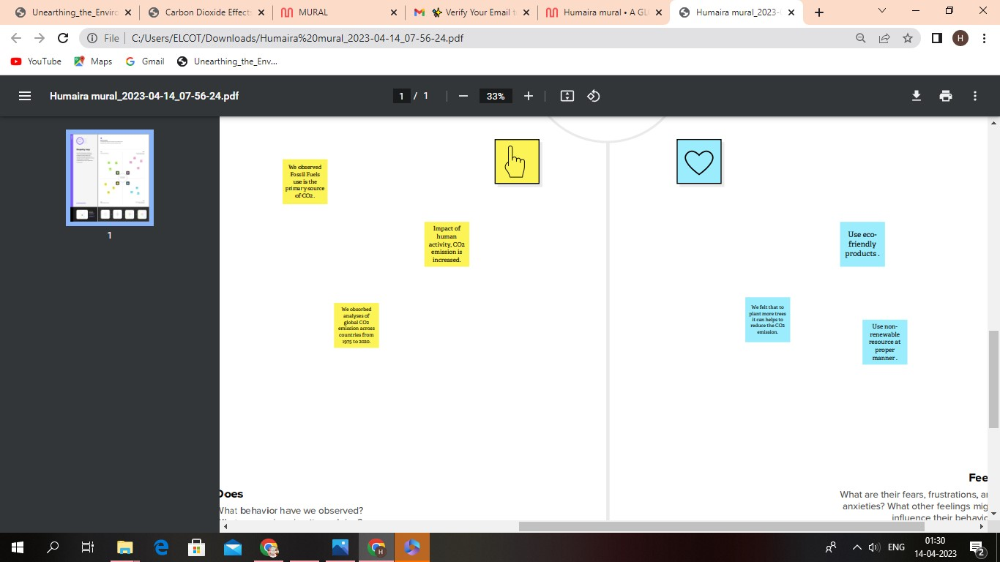 Unearthing_the_Enviro
Carbon Dioxide Effects
MURAL
Verify Your Email t
Humaira mural • A GL
Humaira mural_2023-
File
C:/Users/ELCOT/Downloads/Humaira%20mural_2023-04-14_07-56-24.pdf
H
YouTube
Maps
Gmail
Unearthing_the_Env...
Humaira mural_2023-04-14_07-56-24.pdf
1 / 1
33%
1
We observed
Fossil Fuels
use is the
primary source
of CO2 .
Impact of
human
activity, CO2
emission is
increased.
We obsorbed
analyses of
global CO2
emission across
countries from
1975 to 2020.
Use eco-
friendly
products .
We felt that to
plant more trees
it can helps to
reduce the CO2
emission.
Use non-
renewable
resource at
proper
manner .
Does
What behavior have we observed?
Fee
What are their fears, frustrations, an
anxieties? What other feelings mig
influence their behavio
ENG
01:30
14-04-2023
2